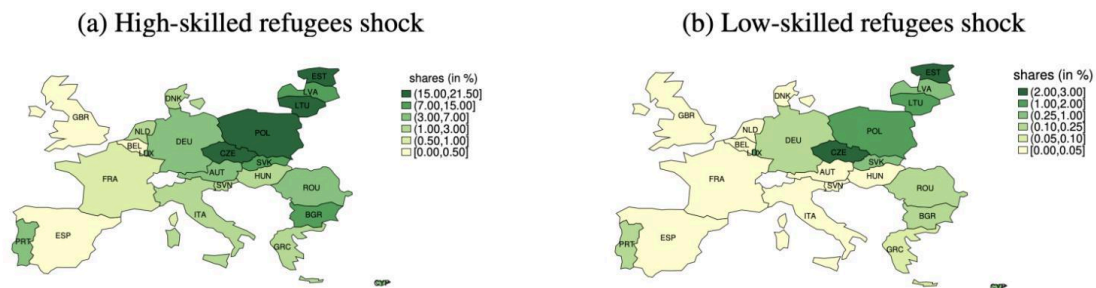 (a) High-skilled refugees shock
(b) Low-skilled refugees shock
shares (in %)
(15.00,21.50]
(7.00,15.00]
(3.00,7.00]
(1.00,3.00]
(0.50,1.00]
[0.00,0.50]
EST
LVA
LTU
DNK
GBR
NLD
BEL
LUX
DEU
POL
CZE
SVK
AUT
HUN
SVN
FRA
ROU
ITA
BGR
PRT
ESP
GRC
CYP
shares (in %)
(2.00,3.00]
(1.00,2.00]
(0.25,1.00]
(0.10,0.25]
(0.05,0.10]
[0.00,0.05]
EST
LVA
LTU
DNK
GBR
NLD
BEL
LUX
DEU
POL
CZE
SVK
AUT
HUN
SVN
FRA
ROU
ITA
BGR
PRT
ESP
GRC
CYP